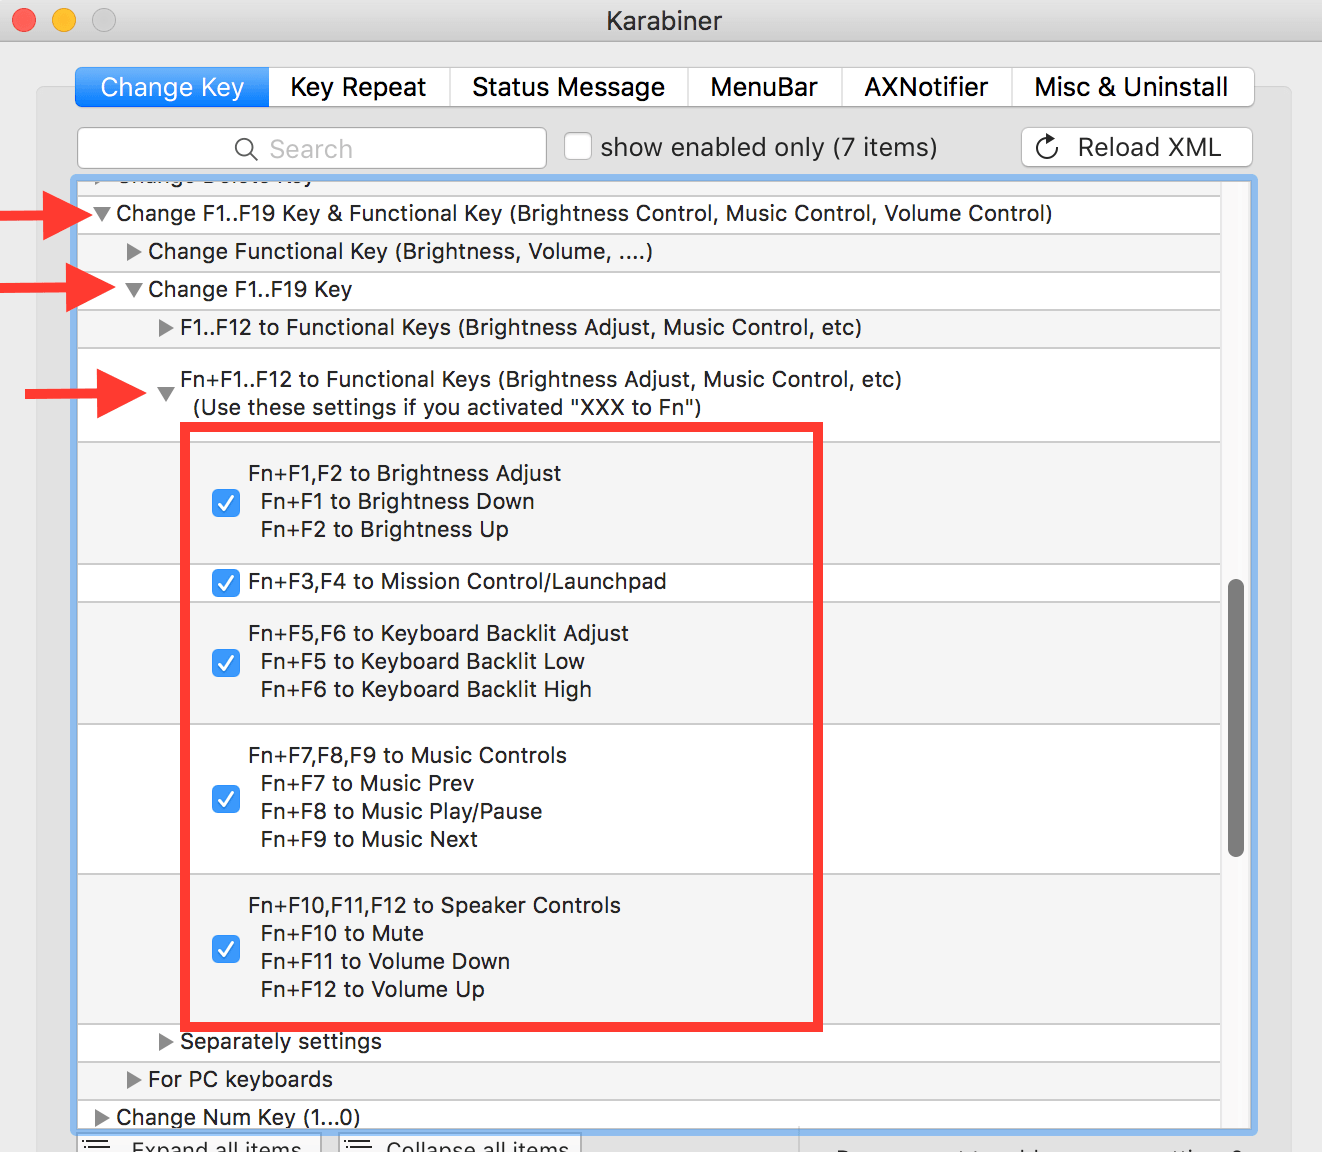 Karabiner
Change Key Key Repeat Status Message MenuBar AXNotifier Misc & Uninstall
Search show enabled only (7 items) Reload XML
Change Delete Key
Change F1..F19 Key & Functional Key (Brightness Control, Music Control, Volume Control)
Change Functional Key (Brightness, Volume, ....)
Change F1..F19 Key
F1..F12 to Functional Keys (Brightness Adjust, Music Control, etc)
Fn+F1..F12 to Functional Keys (Brightness Adjust, Music Control, etc)
(Use these settings if you activated "XXX to Fn")
Fn+F1,F2 to Brightness Adjust
Fn+F1 to Brightness Down
Fn+F2 to Brightness Up
Fn+F3,F4 to Mission Control/Launchpad
Fn+F5,F6 to Keyboard Backlit Adjust
Fn+F5 to Keyboard Backlit Low
Fn+F6 to Keyboard Backlit High
Fn+F7,F8,F9 to Music Controls
Fn+F7 to Music Prev
Fn+F8 to Music Play/Pause
Fn+F9 to Music Next
Fn+F10,F11,F12 to Speaker Controls
Fn+F10 to Mute
Fn+F11 to Volume Down
Fn+F12 to Volume Up
Separately settings
For PC keyboards
Change Num Key (1...0)
Expand all items Collapse all items